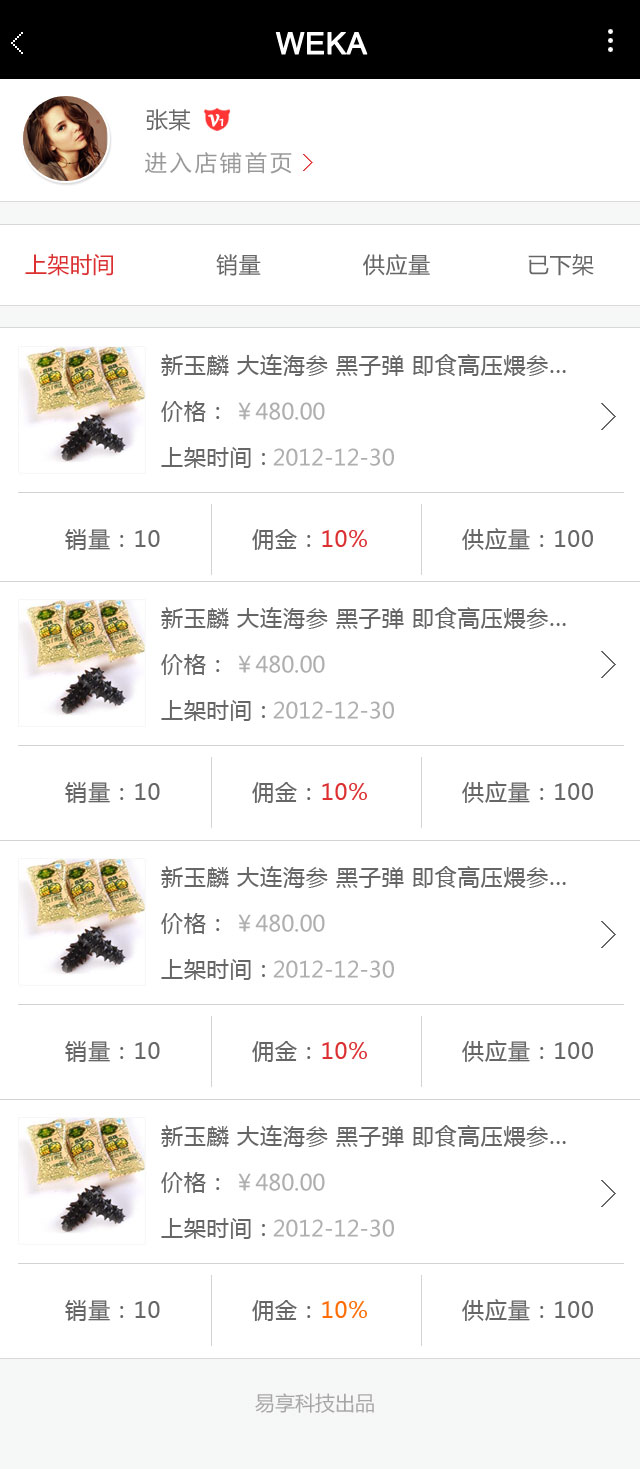 WEKA
张某 V1
进入店铺首页
上架时间 销量 供应量 已下架
新玉麟 大连海参 黑子弹 即食高压煨参...
价格： ￥480.00
上架时间：2012-12-30
销量：10 佣金：10% 供应量：100
新玉麟 大连海参 黑子弹 即食高压煨参...
价格： ￥480.00
上架时间：2012-12-30
销量：10 佣金：10% 供应量：100
新玉麟 大连海参 黑子弹 即食高压煨参...
价格： ￥480.00
上架时间：2012-12-30
销量：10 佣金：10% 供应量：100
新玉麟 大连海参 黑子弹 即食高压煨参...
价格： ￥480.00
上架时间：2012-12-30
销量：10 佣金：10% 供应量：100
易享科技出品